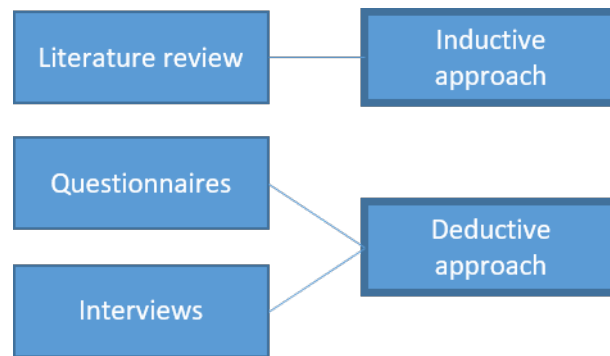 Literature review
Inductive
approach
Questionnaires
Deductive
approach
Interviews